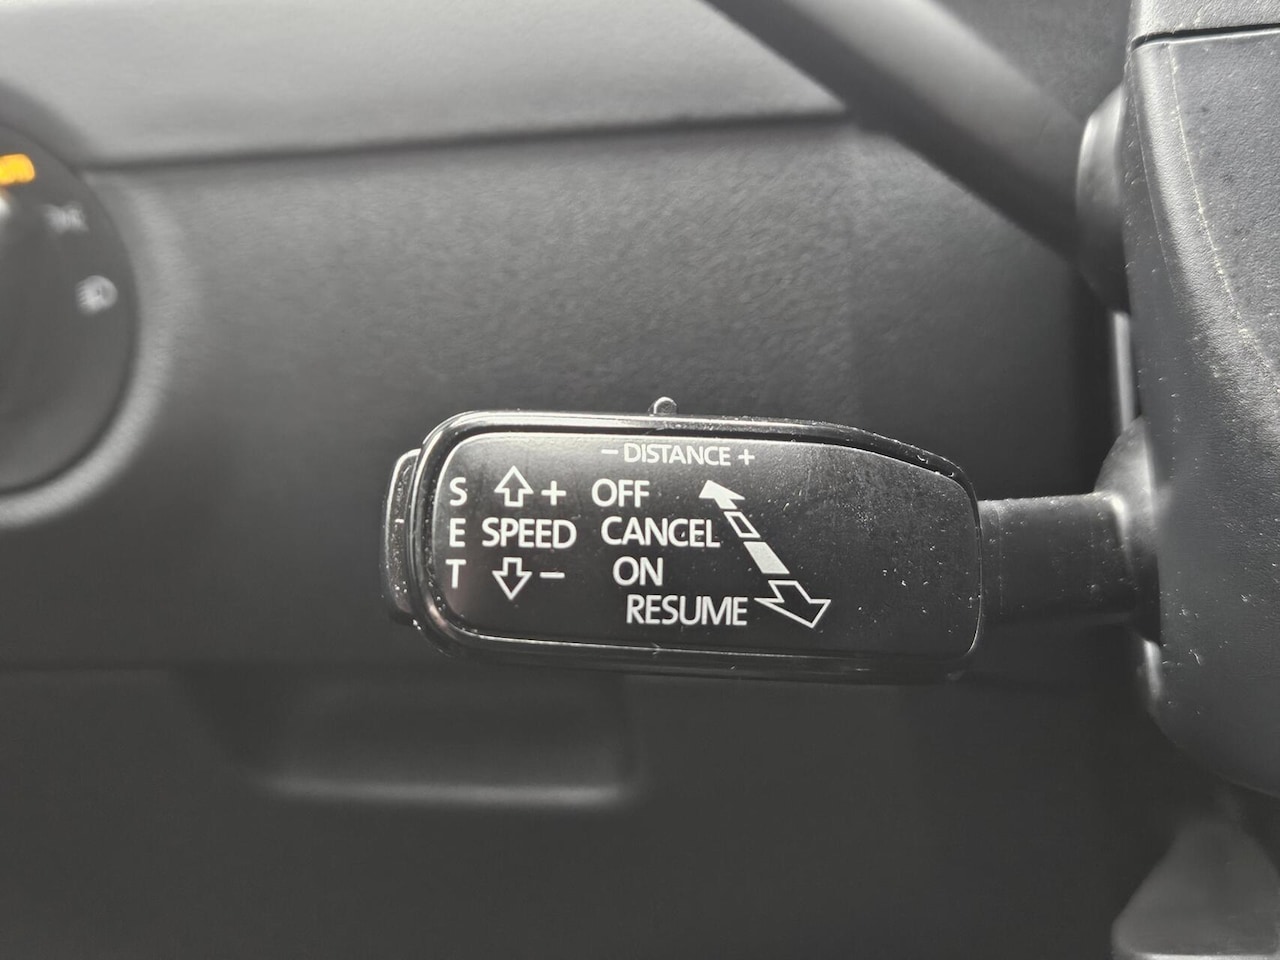 – DISTANCE +
S + OFF
E SPEED CANCEL
T – ON
RESUME